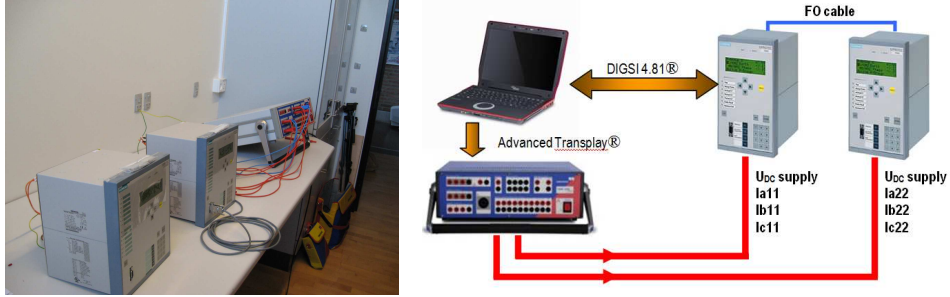 FO cable
DIGSI 4.81®
Advanced Transplay®
UDC supply
Ia11
Ib11
Ic11
UDC supply
Ia22
Ib22
Ic22